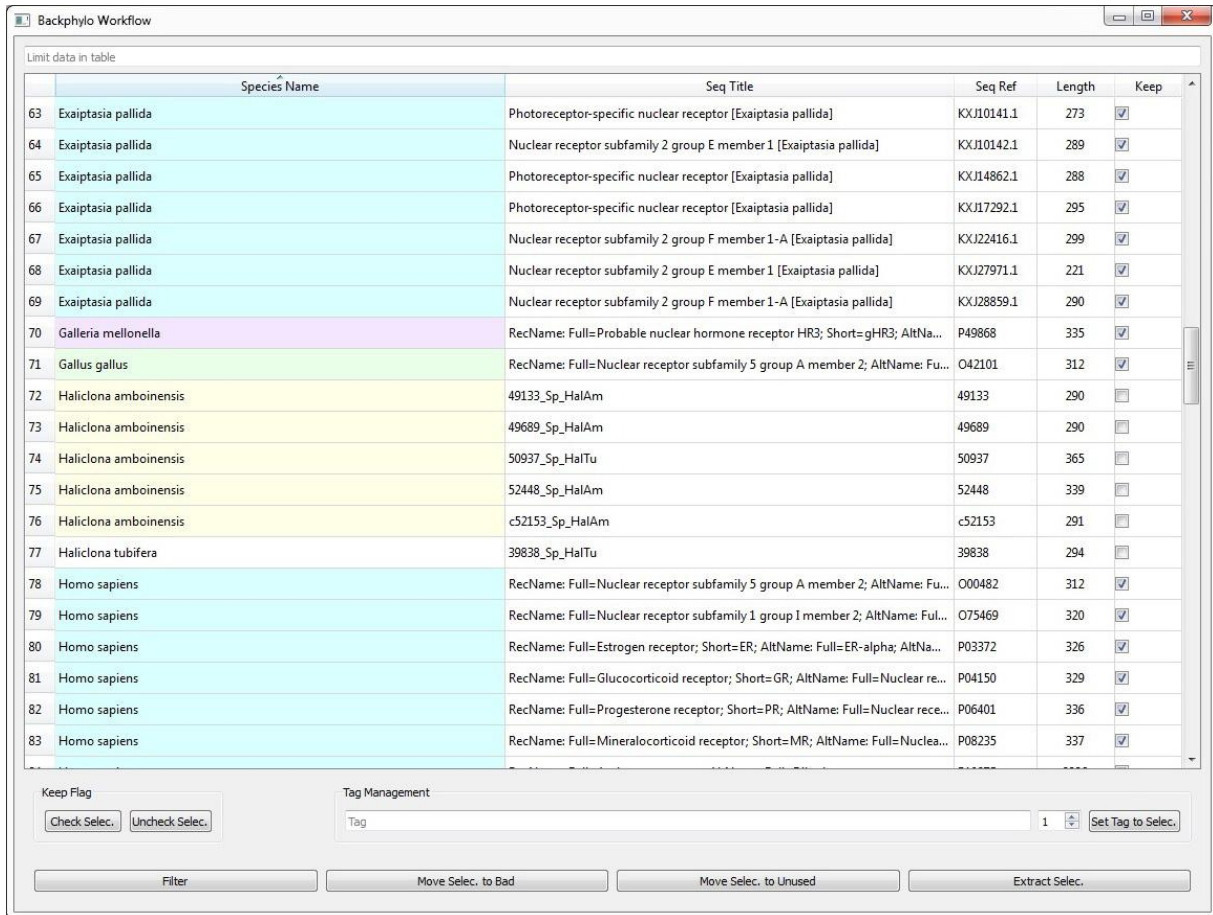 Backphylo Workflow
Limit data in table
Species Name Seq Title Seq Ref Length Keep
63 Exaiptasia pallida Photoreceptor-specific nuclear receptor [Exaiptasia pallida] KXJ10141.1 273
64 Exaiptasia pallida Nuclear receptor subfamily 2 group E member 1 [Exaiptasia pallida] KXJ10142.1 289
65 Exaiptasia pallida Photoreceptor-specific nuclear receptor [Exaiptasia pallida] KXJ14862.1 288
66 Exaiptasia pallida Photoreceptor-specific nuclear receptor [Exaiptasia pallida] KXJ17292.1 295
67 Exaiptasia pallida Nuclear receptor subfamily 2 group F member 1-A [Exaiptasia pallida] KXJ22416.1 299
68 Exaiptasia pallida Nuclear receptor subfamily 2 group E member 1 [Exaiptasia pallida] KXJ27971.1 221
69 Exaiptasia pallida Nuclear receptor subfamily 2 group F member 1-A [Exaiptasia pallida] KXJ28859.1 290
70 Galleria mellonella RecName: Full=Probable nuclear hormone receptor HR3; Short=gHR3; AltNa... P49868 335
71 Gallus gallus RecName: Full=Nuclear receptor subfamily 5 group A member 2; AltName: Fu... O42101 312
72 Haliclona amboinensis 49133_Sp_HalAm 49133 290
73 Haliclona amboinensis 49689_Sp_HalAm 49689 290
74 Haliclona amboinensis 50937_Sp_HalTu 50937 365
75 Haliclona amboinensis 52448_Sp_HalAm 52448 339
76 Haliclona amboinensis c52153_Sp_HalAm c52153 291
77 Haliclona tubifera 39838_Sp_HalTu 39838 294
78 Homo sapiens RecName: Full=Nuclear receptor subfamily 5 group A member 2; AltName: Fu... O00482 312
79 Homo sapiens RecName: Full=Nuclear receptor subfamily 1 group I member 2; AltName: Ful... O75469 320
80 Homo sapiens RecName: Full=Estrogen receptor; Short=ER; AltName: Full=ER-alpha; AltNa... P03372 326
81 Homo sapiens RecName: Full=Glucocorticoid receptor; Short=GR; AltName: Full=Nuclear re... P04150 329
82 Homo sapiens RecName: Full=Progesterone receptor; Short=PR; AltName: Full=Nuclear rece... P06401 336
83 Homo sapiens RecName: Full=Mineralocorticoid receptor; Short=MR; AltName: Full=Nuclea... P08235 337
Keep Flag Tag Management
Check Selec. Uncheck Selec. Tag 1 Set Tag to Selec.
Filter Move Selec. to Bad Move Selec. to Unused Extract Selec.